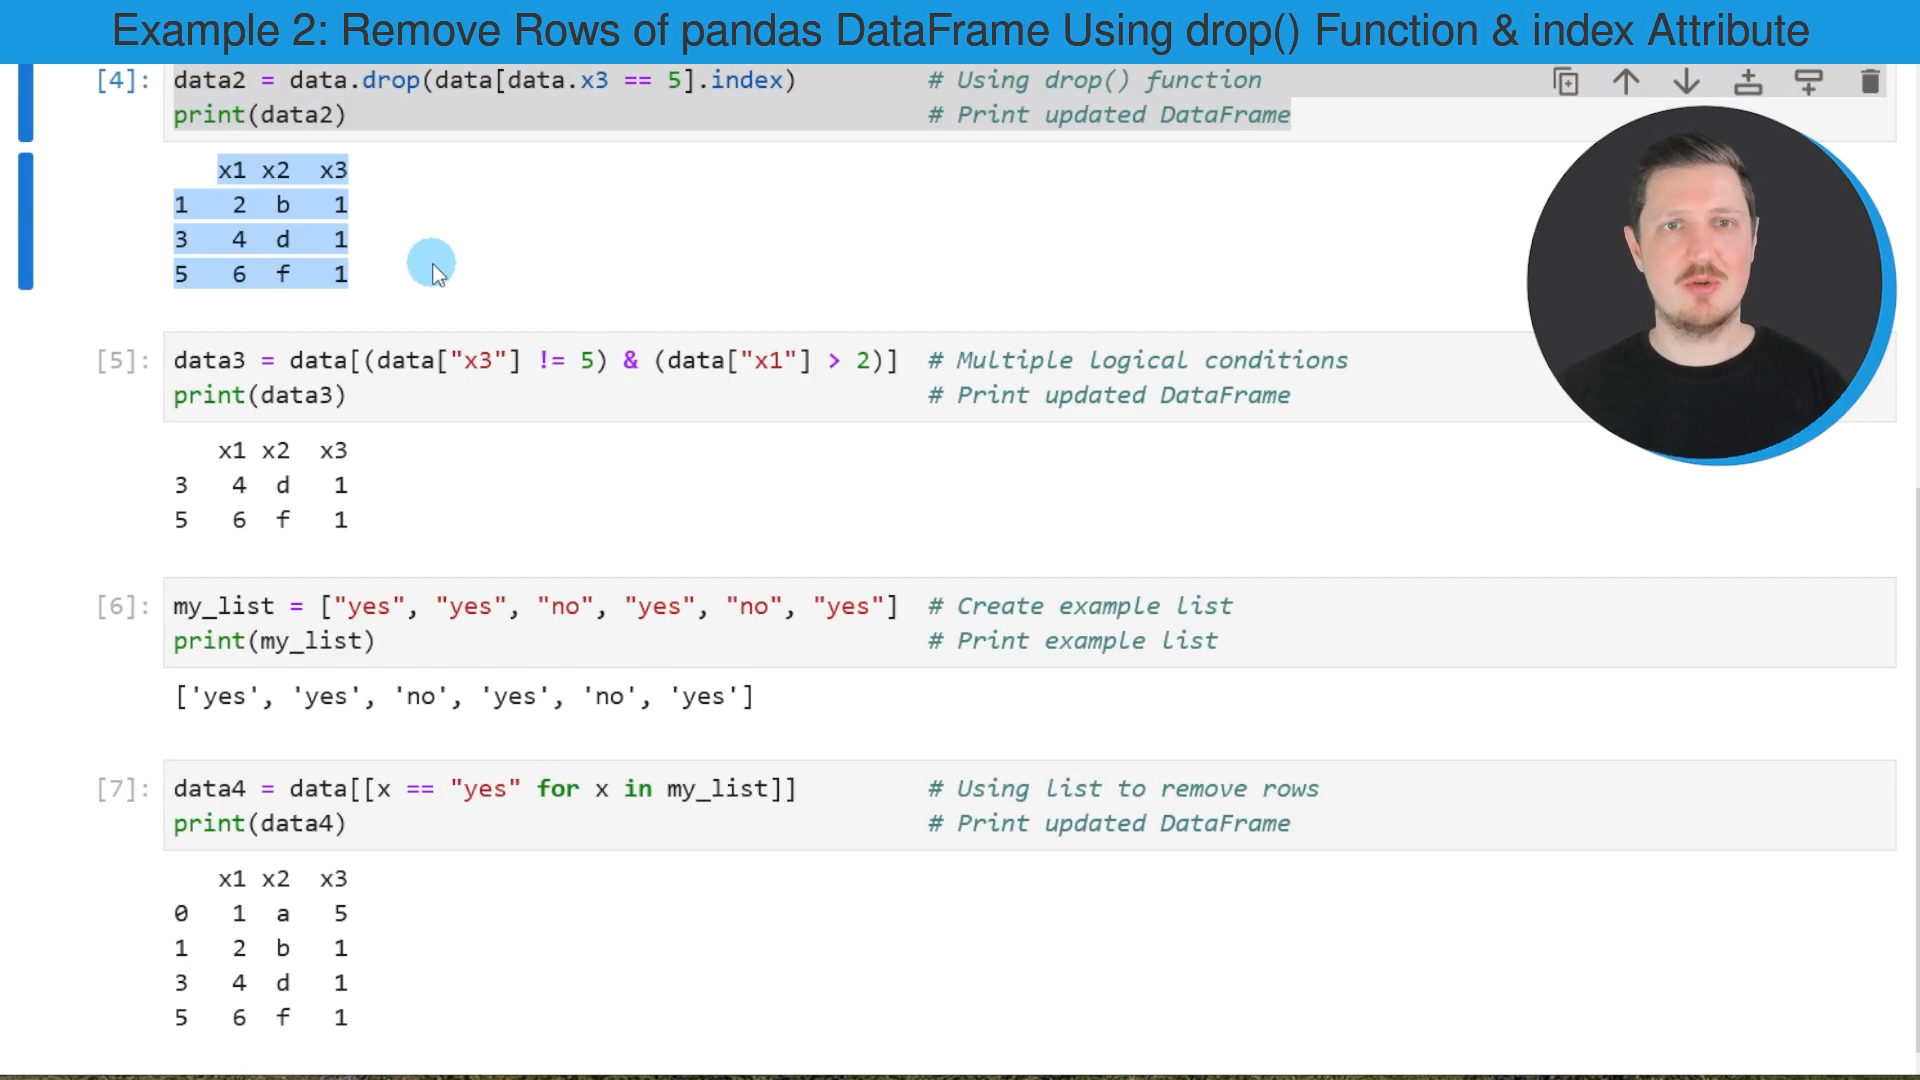 Example 2: Remove Rows of pandas DataFrame Using drop() Function & index Attribute
[4]: data2 = data.drop(data[data.x3 == 5].index) # Using drop() function
print(data2) # Print updated DataFrame
x1 x2 x3
1 2 b 1
3 4 d 1
5 6 f 1
[5]: data3 = data[(data["x3"] != 5) & (data["x1"] > 2)] # Multiple logical conditions
print(data3) # Print updated DataFrame
x1 x2 x3
3 4 d 1
5 6 f 1
[6]: my_list = ["yes", "yes", "no", "yes", "no", "yes"] # Create example list
print(my_list) # Print example list
['yes', 'yes', 'no', 'yes', 'no', 'yes']
[7]: data4 = data[[x == "yes" for x in my_list]] # Using list to remove rows
print(data4) # Print updated DataFrame
x1 x2 x3
0 1 a 5
1 2 b 1
3 4 d 1
5 6 f 1